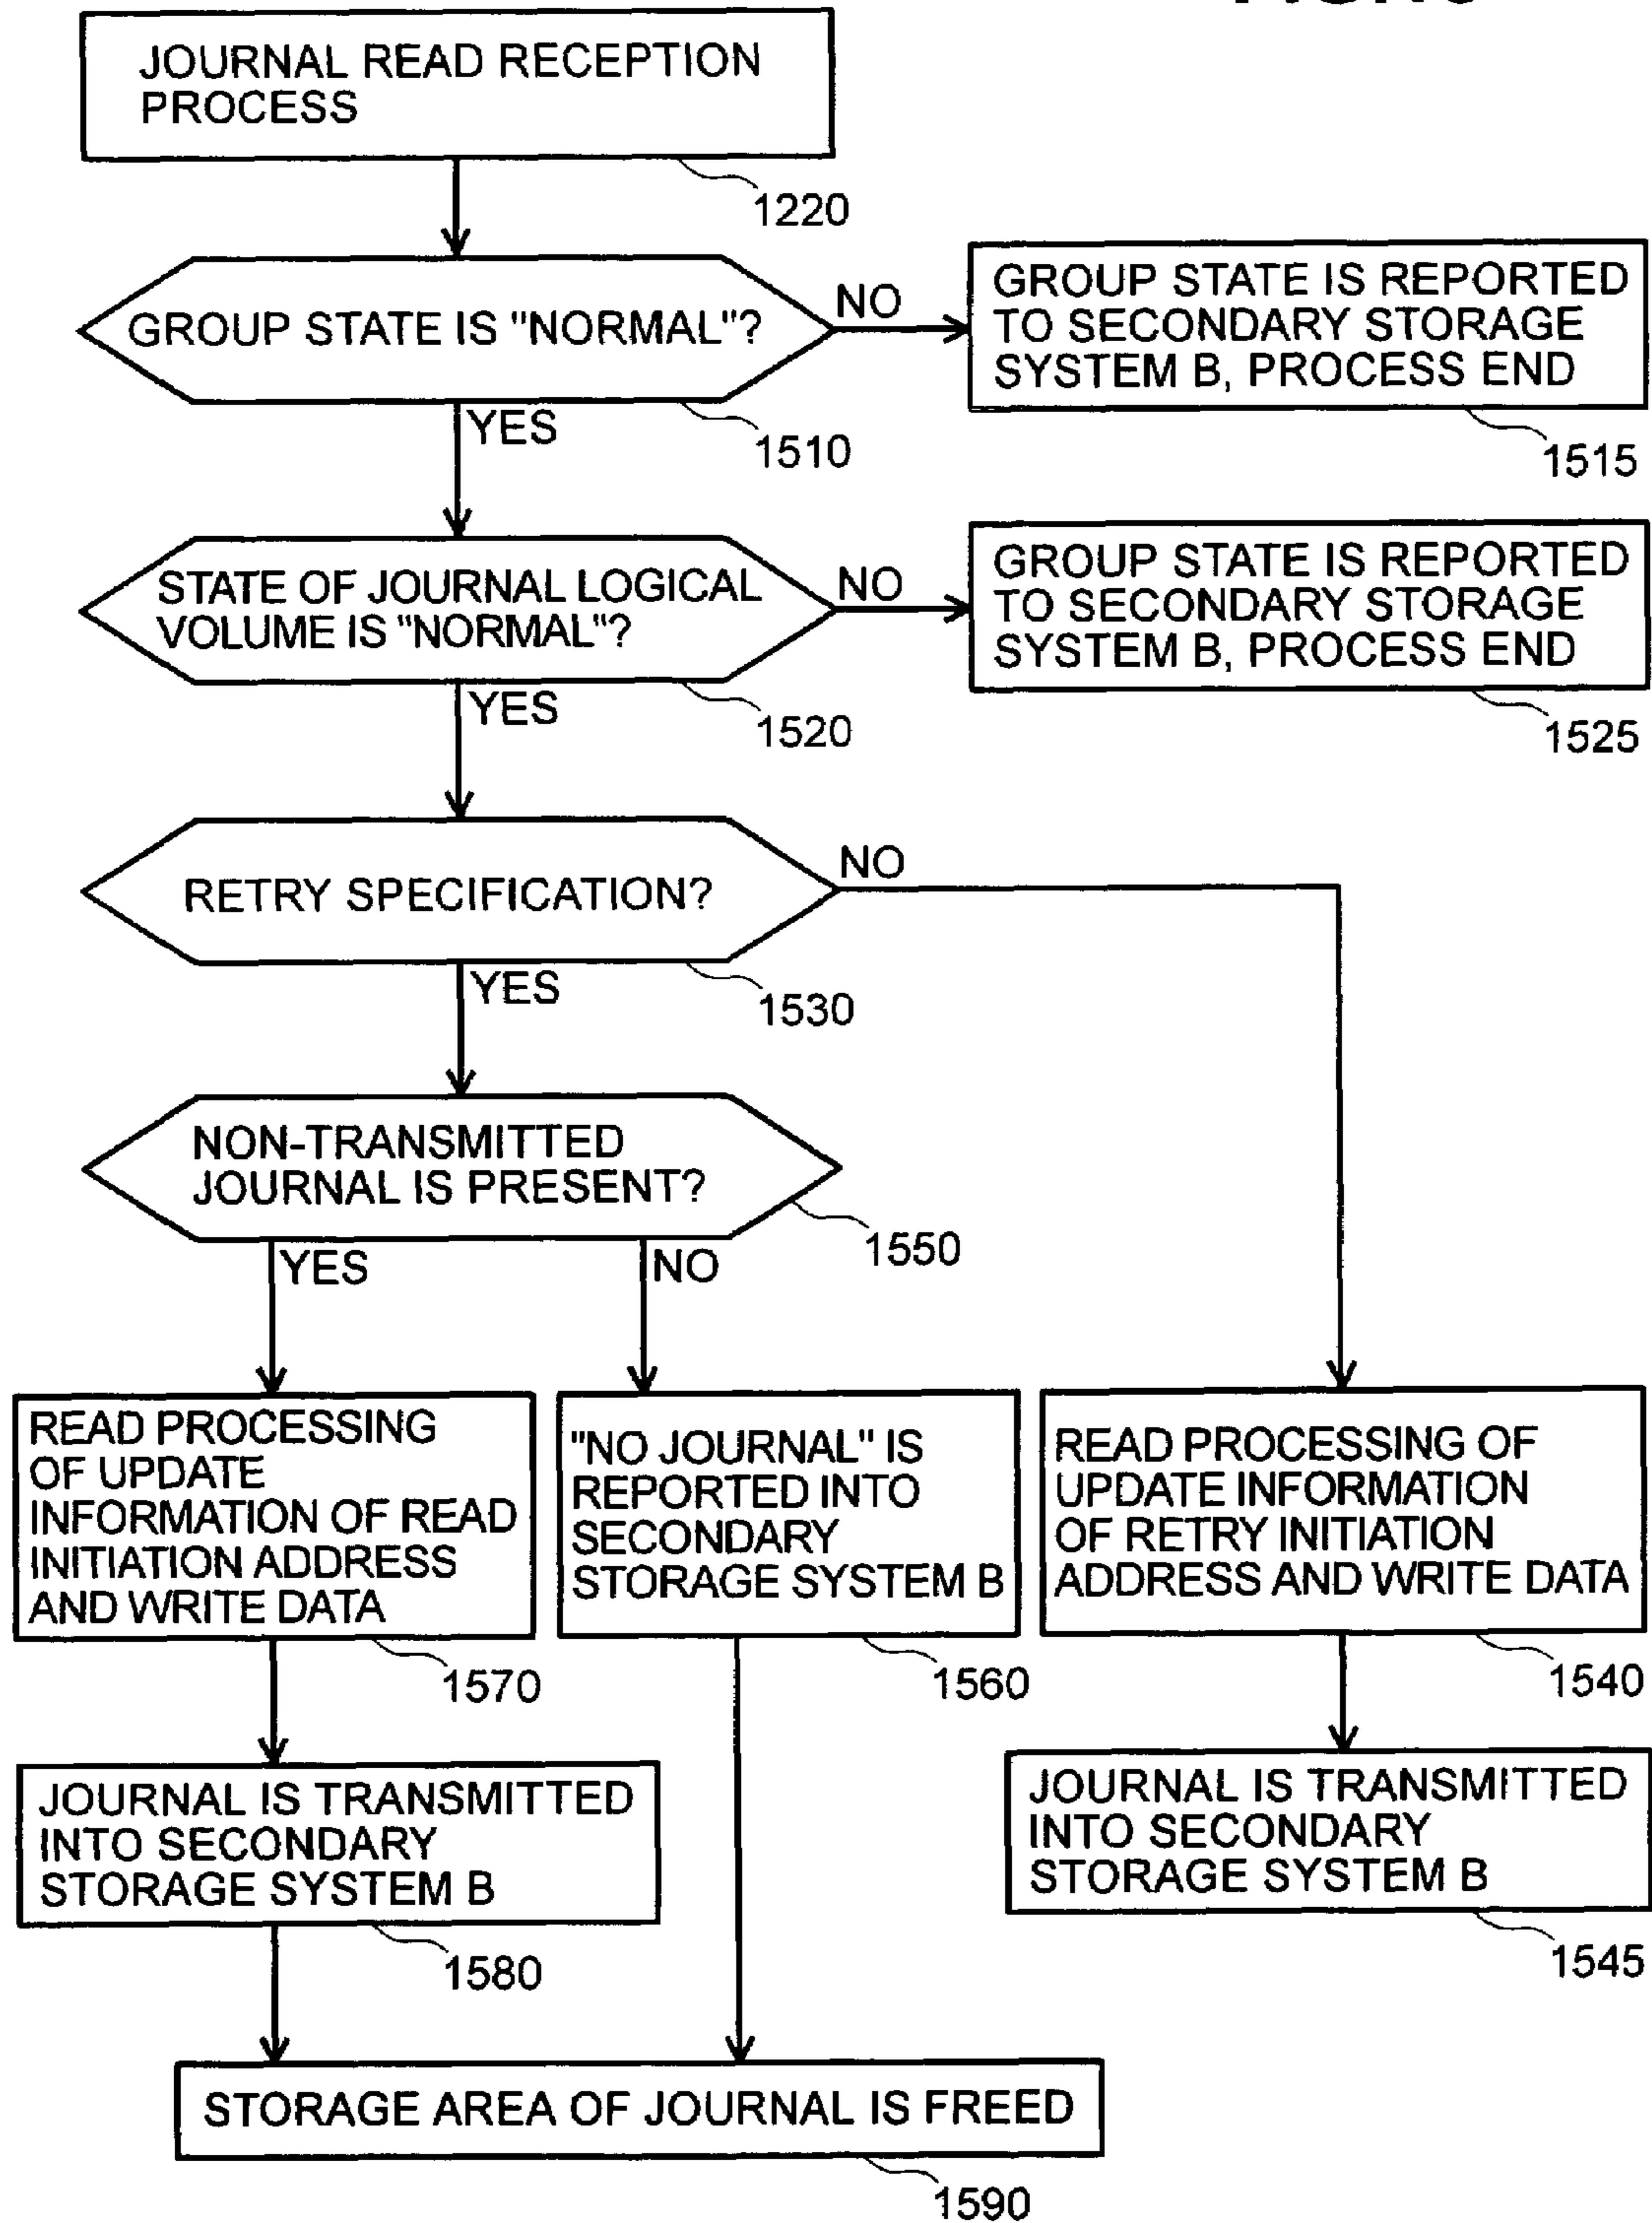 JOURNAL READ RECEPTION
PROCESS
1220
GROUP STATE IS "NORMAL"?
NO
GROUP STATE IS REPORTED
TO SECONDARY STORAGE
SYSTEM B, PROCESS END
YES
1510
1515
STATE OF JOURNAL LOGICAL
VOLUME IS "NORMAL"?
NO
GROUP STATE IS REPORTED
TO SECONDARY STORAGE
SYSTEM B, PROCESS END
YES
1520
1525
RETRY SPECIFICATION?
NO
YES
1530
NON-TRANSMITTED
JOURNAL IS PRESENT?
1550
YES
NO
READ PROCESSING
OF UPDATE
INFORMATION OF READ
INITIATION ADDRESS
AND WRITE DATA
1570
"NO JOURNAL" IS
REPORTED INTO
SECONDARY
STORAGE SYSTEM B
1560
READ PROCESSING OF
UPDATE INFORMATION
OF RETRY INITIATION
ADDRESS AND WRITE DATA
1540
JOURNAL IS TRANSMITTED
INTO SECONDARY
STORAGE SYSTEM B
1580
JOURNAL IS TRANSMITTED
INTO SECONDARY
STORAGE SYSTEM B
1545
STORAGE AREA OF JOURNAL IS FREED
1590